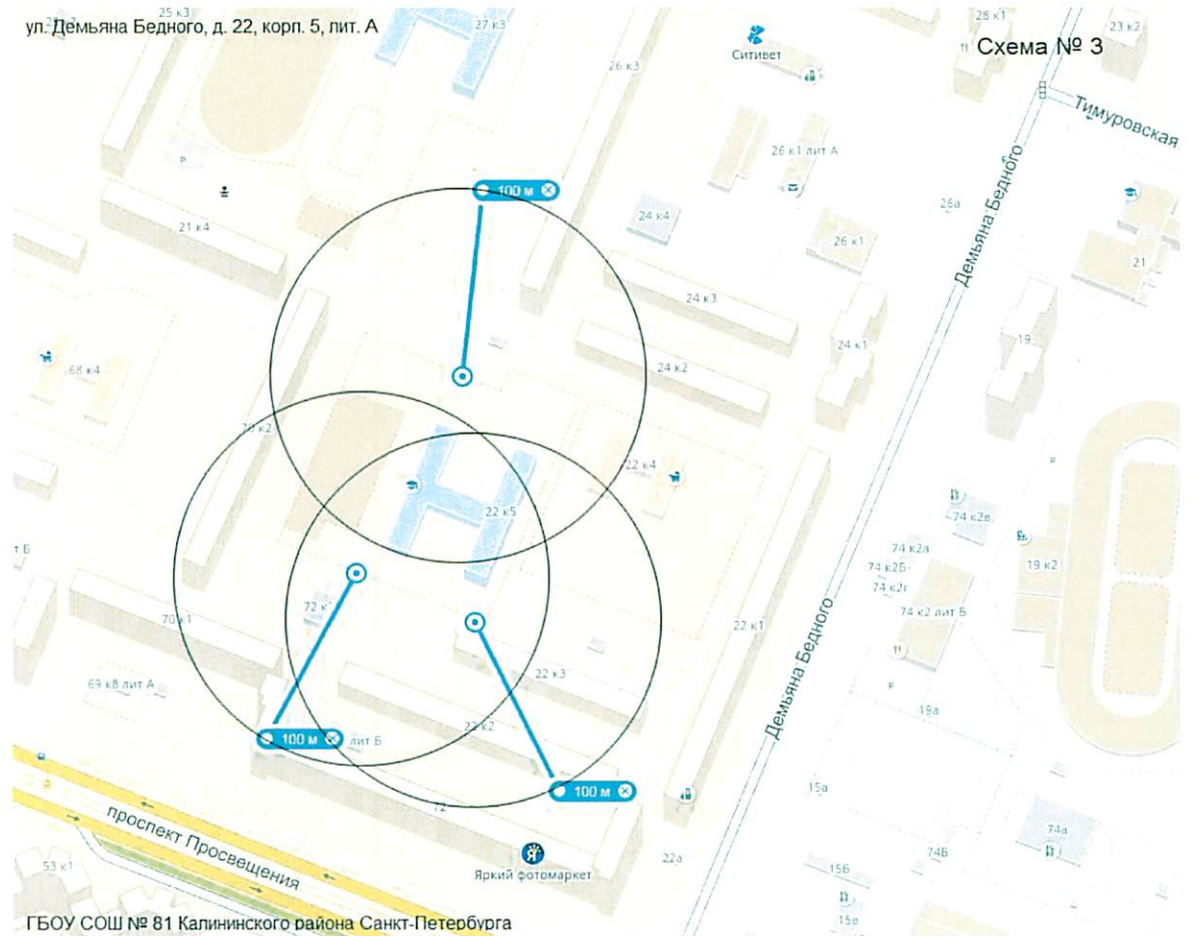 25 к3
ул. Демьяна Бедного, д. 22, корп. 5, лит. А
27 к3
28 к1
23 к2
Схема № 3
Ситивет
26 к3
Тимуровская
P
26 к1 лит А
100 м
21 к4
24 к4
26а
Демьяна Бедного
26 к1
21
24 к3
19
24 к1
68 к4
24 к2
70 к2
22 к4
P
22 к5
74 к2в
т Б
74 к2а
19 к2
74 к2Б
74 к2г
72 к
74 к2 лит Б
70 к1
22 к1
Демьяна Бедного
22 к3
69 к8 лит А
P
19а
22 к2
100 м
лит Б
100 м
15а
72
проспект Просвещения
74а
53 к1
Яркий фотомаркет
22а
74Б
15Б
15в
ГБОУ СОШ № 81 Калининского района Санкт-Петербурга